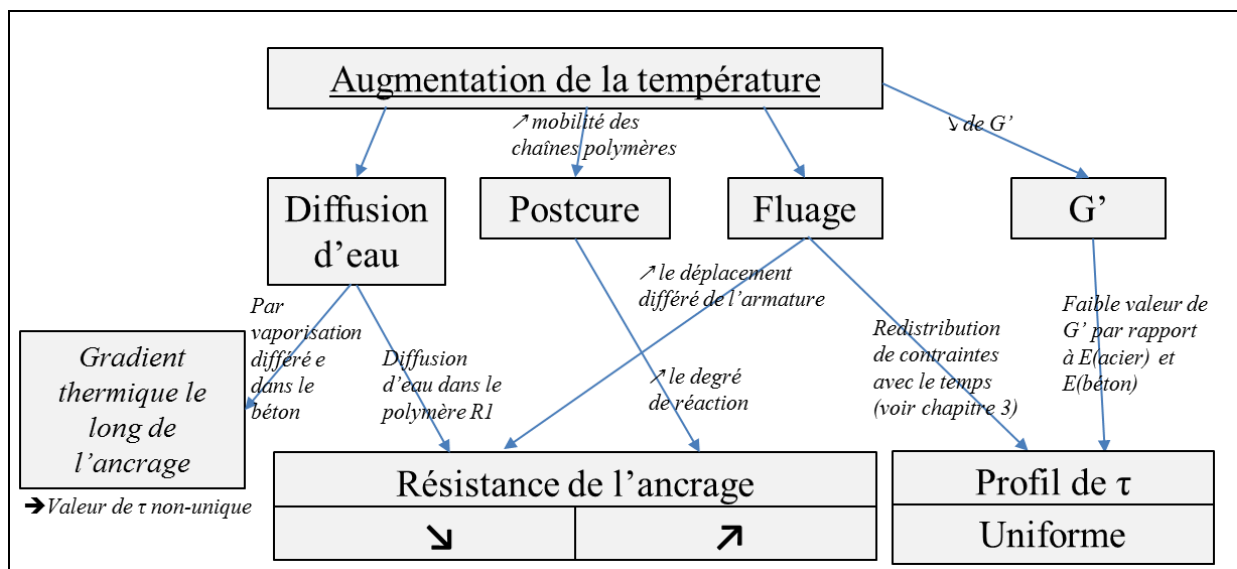 Augmentation de la température
↗ mobilité des
chaînes polymères
↘ de G’
Diffusion
d’eau
Postcure
Fluage
G’
Par
vaporisation
différé e
dans le
béton
Diffusion
d’eau dans le
polymère R1
↗ le déplacement
différé de l’armature
↗ le degré
de réaction
Redistribution
de contraintes
avec le temps
(voir chapitre 3)
Faible valeur de
G’ par rapport
à E(acier) et
E(béton)
Gradient
thermique le
long de
l’ancrage
➔Valeur de τ non-unique
Résistance de l’ancrage
↘ ↗
Profil de τ
Uniforme